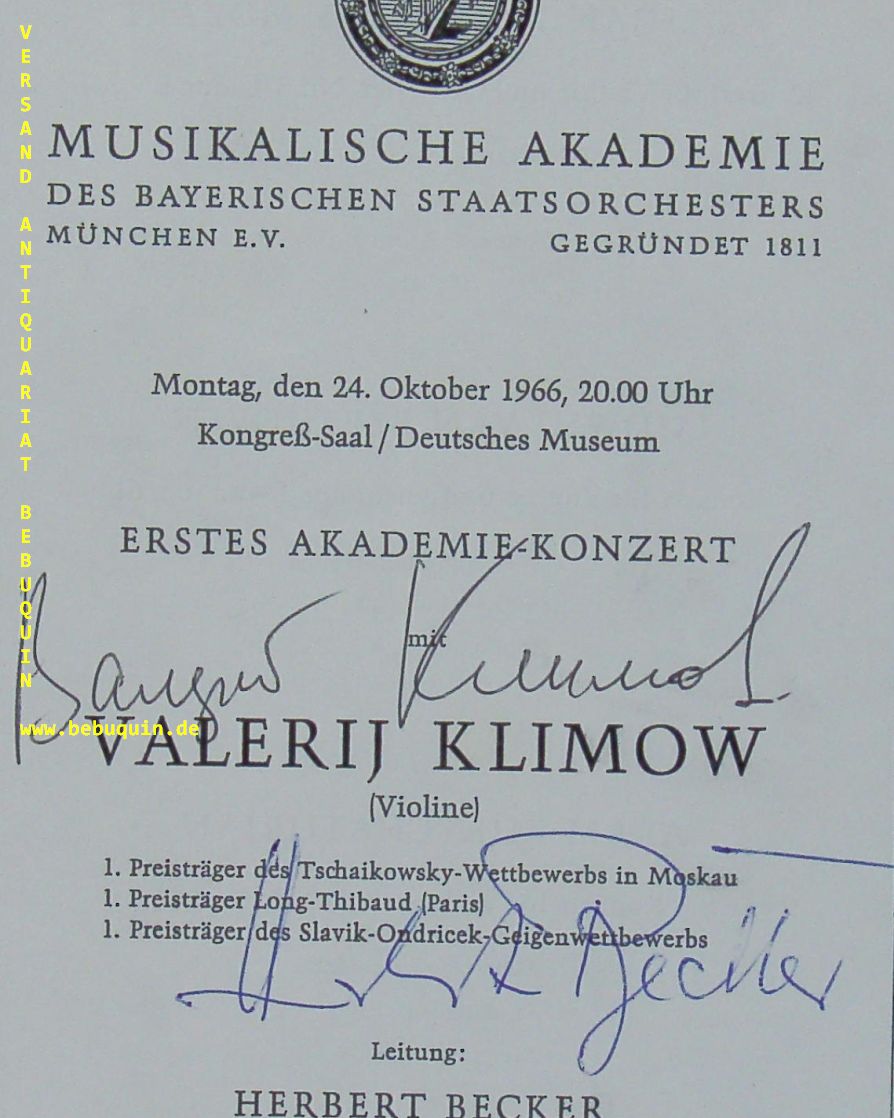 VERSAND ANTIQUARIAT BEBUQUIN
www.bebuquin.de
MUSIKALISCHE AKADEMIE
DES BAYERISCHEN STAATSORCHESTERS
MÜNCHEN E.V. GEGRÜNDET 1811
Montag, den 24. Oktober 1966, 20.00 Uhr
Kongreß-Saal / Deutsches Museum
ERSTES AKADEMIE-KONZERT
mit
VALERIJ KLIMOW
(Violine)
1. Preisträger des Tschaikowsky-Wettbewerbs in Moskau
1. Preisträger Long-Thibaud (Paris)
1. Preisträger des Slavik-Ondricek-Geigenwettbewerbs
Becker
Leitung:
HERBERT BECKER